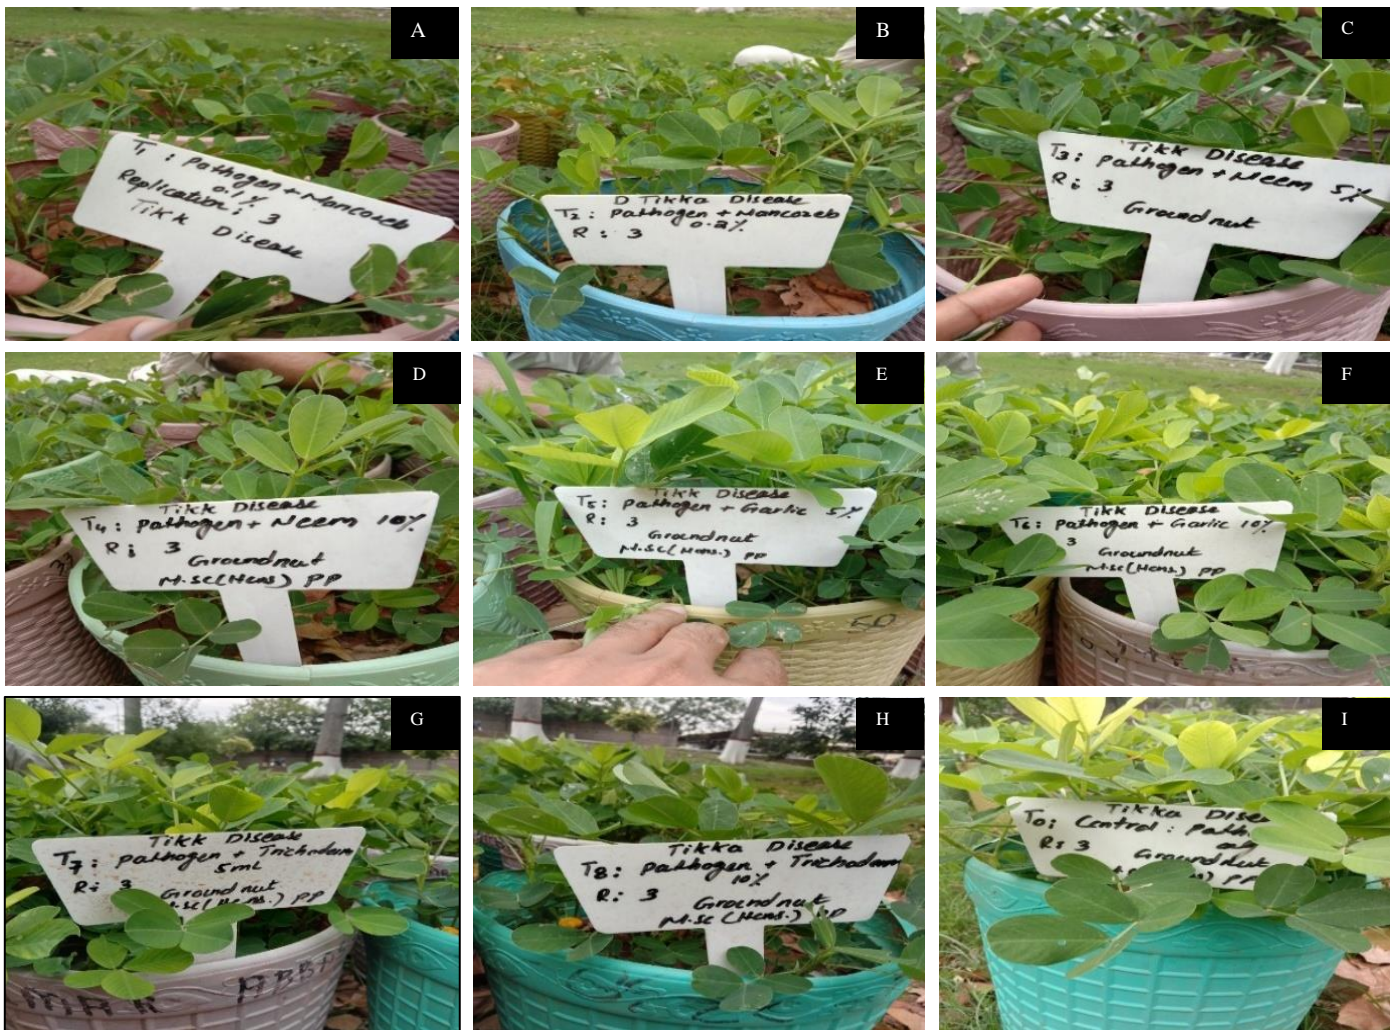 A
T1 : Pathogen + Mancozeb
0.1%
Replication : 3
Tikk Disease
B
D Tikka Disease
T2 : Pathogen + Mancozeb
0.2%
R : 3
C
Tikk Disease
T3 : Pathogen + Neem 5%
R : 3
Groundnut
D
Tikk Disease
T4 : Pathogen + Neem 10%
R : 3
Groundnut
M.Sc (Hons) PP
E
Tikk Disease
T5 : Pathogen + Garlic 5%
R : 3
Groundnut
M.Sc (Hons.) PP
50
F
Tikk Disease
T6 : Pathogen + Garlic 10%
3
Groundnut
M.Sc (Hons) PP
G
Tikk Disease
T7 : Pathogen + Trichoderm
5mL
R : 3
Groundnut
(Hons.) PP
H
Tikka Disease
T8 : Pathogen + Trichoderm
10%
R : 3
Groundnut
M.Sc (Hons.) PP
I
Tikka Dise
T0 : Control : Path
R : 3
Groundnut
PP